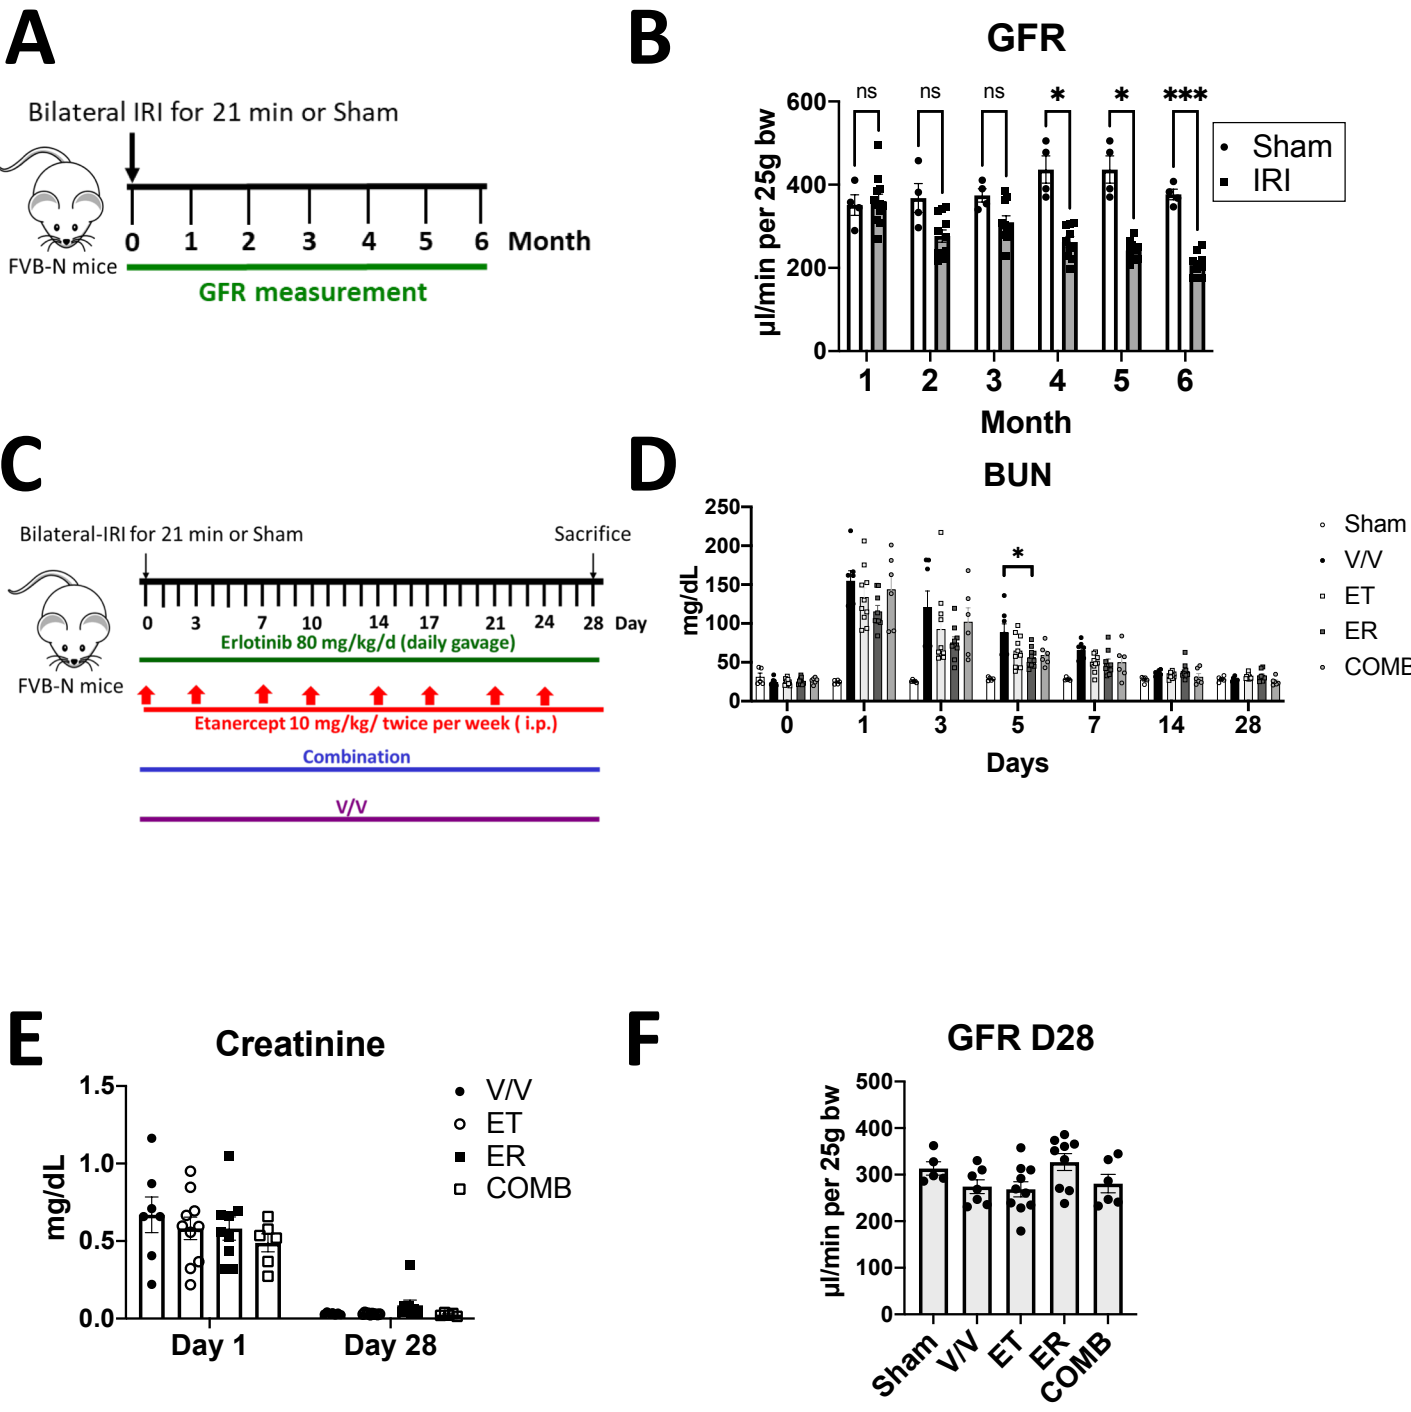 A
Bilateral IRI for 21 min or Sham
0 1 2 3 4 5 6 Month
FVB-N mice
GFR measurement
B
GFR
ns ns ns * * ***
600
400
200
0
µl/min per 25g bw
Sham
IRI
1 2 3 4 5 6
Month
C
Bilateral-IRI for 21 min or Sham
Sacrifice
0 3 7 10 14 17 21 24 28 Day
Erlotinib 80 mg/kg/d (daily gavage)
FVB-N mice
Etanercept 10 mg/kg/ twice per week ( i.p.)
Combination
V/V
D
BUN
250
200
150
100
50
0
mg/dL
*
Sham
V/V
ET
ER
COMB
0 1 3 5 7 14 28
Days
E
Creatinine
1.5
1.0
0.5
0.0
mg/dL
V/V
ET
ER
COMB
Day 1 Day 28
F
GFR D28
500
400
300
200
100
0
µl/min per 25g bw
Sham
V/V
ET
ER
COMB